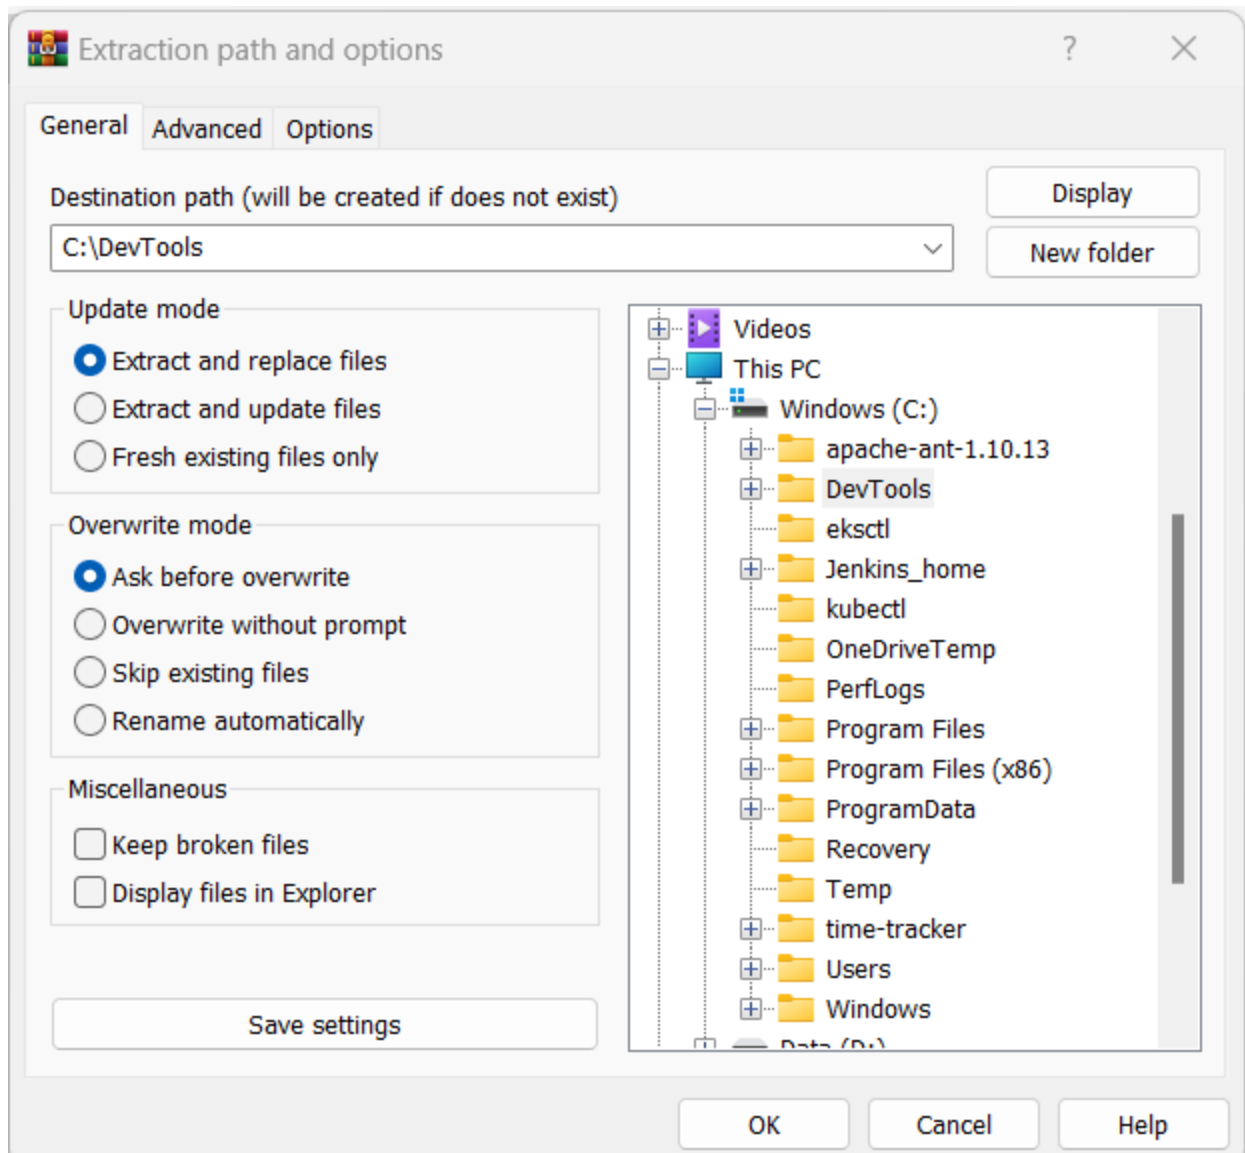 Extraction path and options
?
General Advanced Options
Destination path (will be created if does not exist)
Display
C:\DevTools
New folder
Update mode
Extract and replace files
Extract and update files
Fresh existing files only
Overwrite mode
Ask before overwrite
Overwrite without prompt
Skip existing files
Rename automatically
Miscellaneous
Keep broken files
Display files in Explorer
Save settings
Videos
This PC
Windows (C:)
apache-ant-1.10.13
DevTools
eksctl
Jenkins_home
kubectl
OneDriveTemp
PerfLogs
Program Files
Program Files (x86)
ProgramData
Recovery
Temp
time-tracker
Users
Windows
Data (D:)
OK Cancel Help